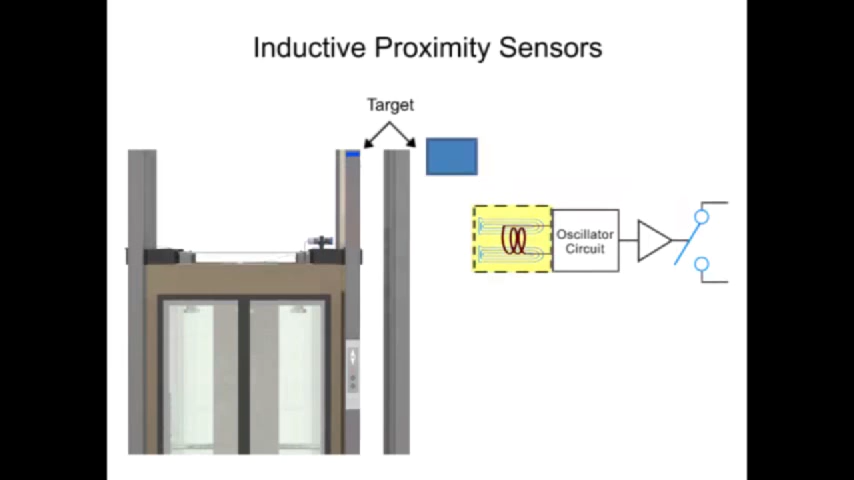 Inductive Proximity Sensors
Target
Oscillator
Circuit